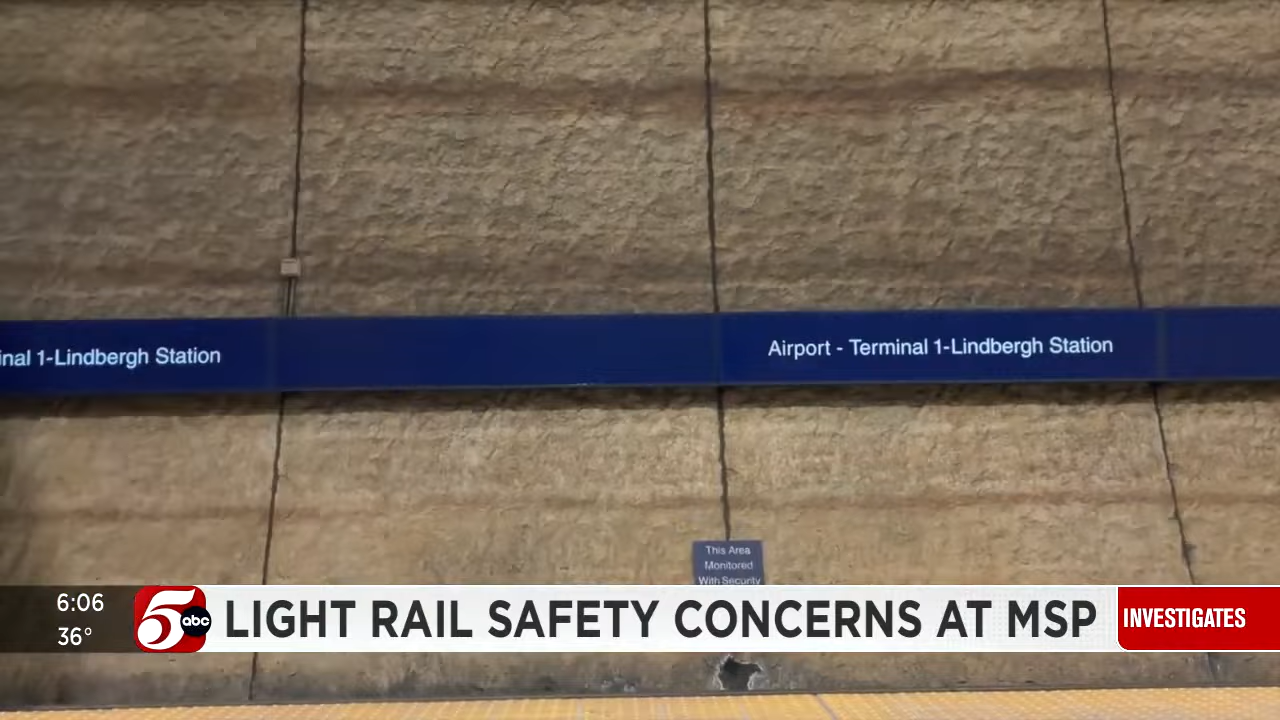 inal 1-Lindbergh Station
Airport - Terminal 1-Lindbergh Station
This Area
Monitored
With Security
6:06
36°
5
abc
LIGHT RAIL SAFETY CONCERNS AT MSP
INVESTIGATES